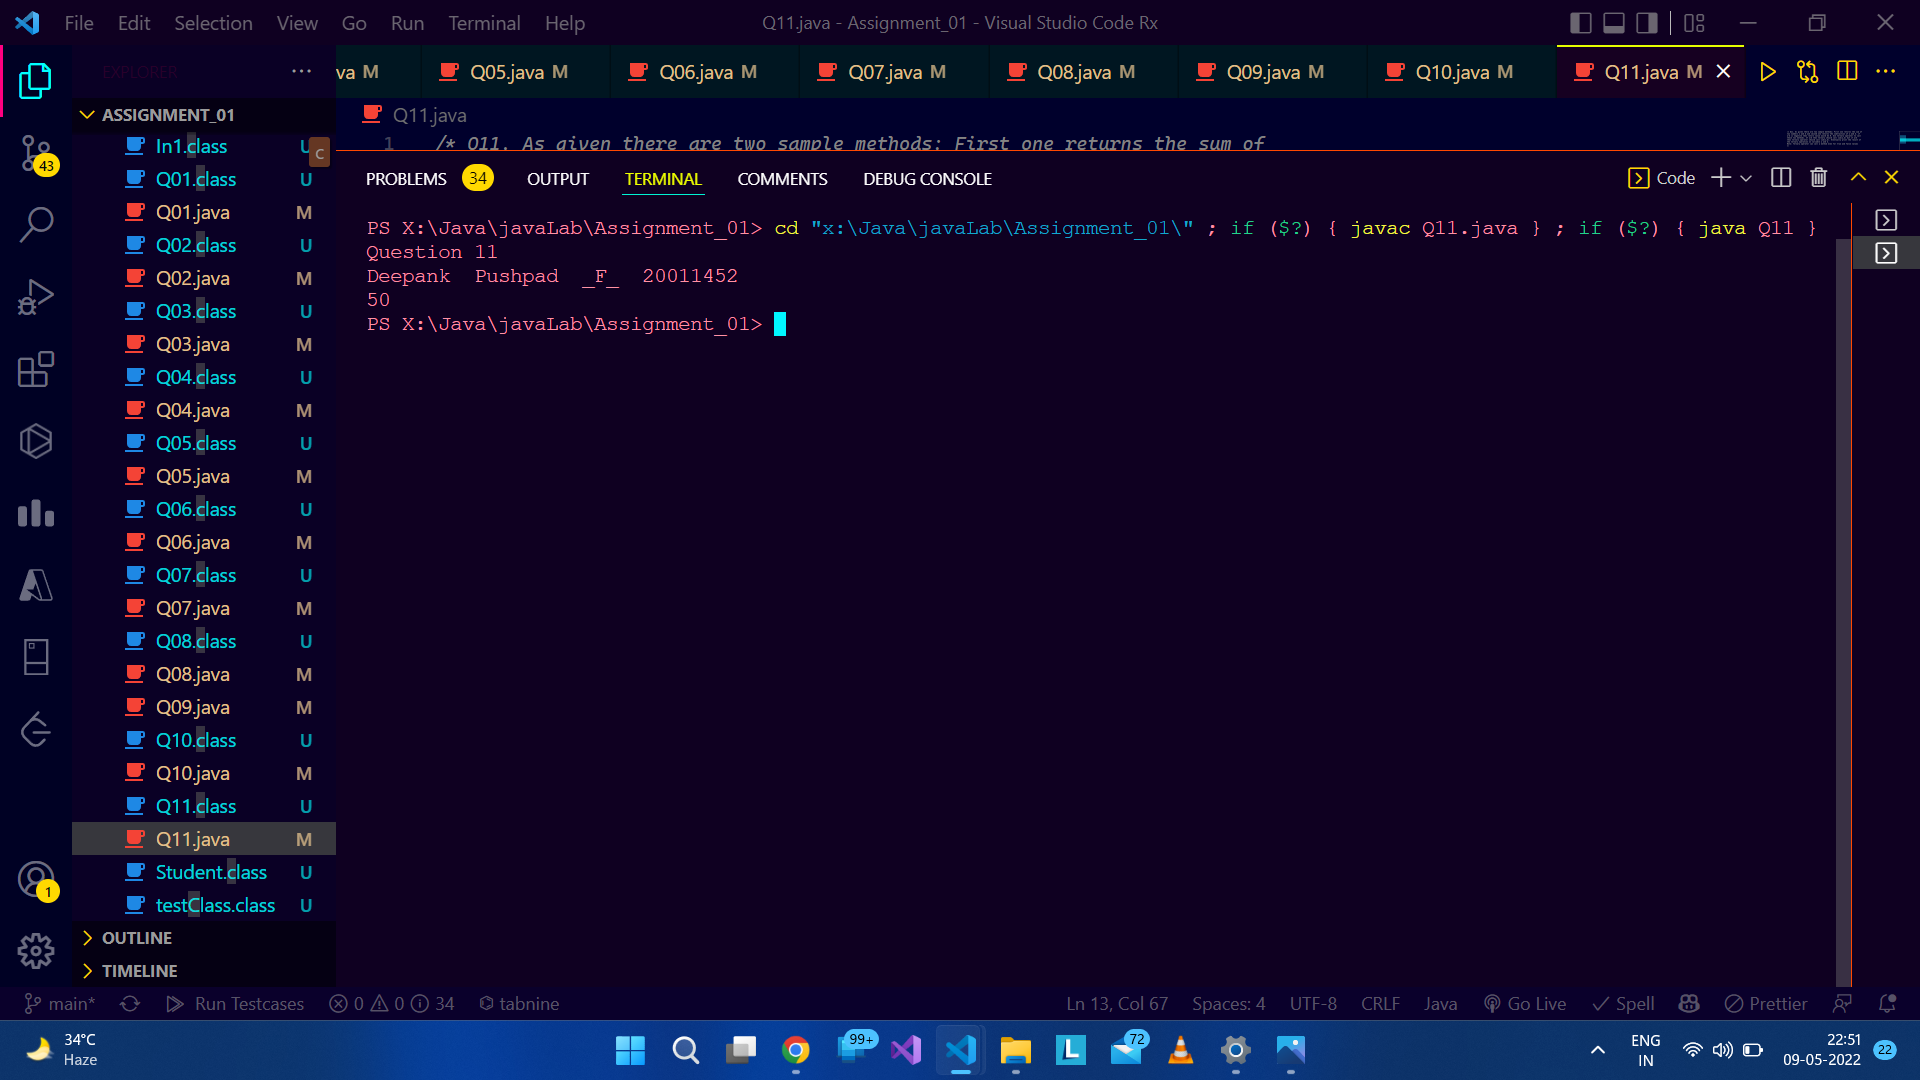 File Edit Selection View Go Run Terminal Help
Q11.java - Assignment_01 - Visual Studio Code Rx
EXPLORER
va M Q05.java M Q06.java M Q07.java M Q08.java M Q09.java M Q10.java M Q11.java M
ASSIGNMENT_01
Q11.java
1 /* Q11. As given there are two sample methods: First one returns the sum of
In1.class U
C
Q01.class U
Q01.java M
Q02.class U
Q02.java M
Q03.class U
Q03.java M
Q04.class U
Q04.java M
Q05.class U
Q05.java M
Q06.class U
Q06.java M
Q07.class U
Q07.java M
Q08.class U
Q08.java M
Q09.java M
Q10.class U
Q10.java M
Q11.class U
Q11.java M
Student.class U
testClass.class U
OUTLINE
TIMELINE
43
1
PROBLEMS 34 OUTPUT TERMINAL COMMENTS DEBUG CONSOLE
Code
PS X:\Java\javaLab\Assignment_01> cd "x:\Java\javaLab\Assignment_01\" ; if ($?) { javac Q11.java } ; if ($?) { java Q11 }
Question 11
Deepank  Pushpad  _F_  20011452
50
PS X:\Java\javaLab\Assignment_01>
main* Run Testcases 0 0 34 tabnine
Ln 13, Col 67 Spaces: 4 UTF-8 CRLF Java Go Live Spell Prettier
34°C
Haze
99+
L
72
ENG
IN
22:51
09-05-2022
22